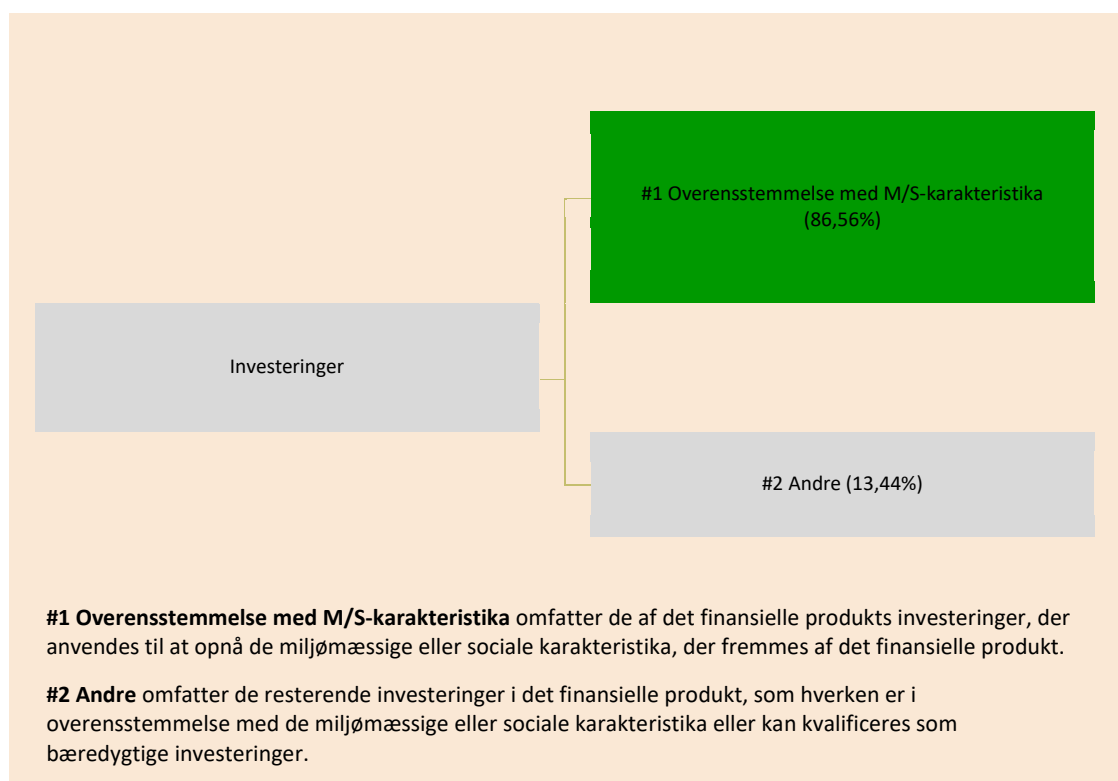 #1 Overensstemmelse med M/S-karakteristika
(86,56%)
Investeringer
#2 Andre (13,44%)
#1 Overensstemmelse med M/S-karakteristika omfatter de af det finansielle produkts investeringer, der
anvendes til at opnå de miljømæssige eller sociale karakteristika, der fremmes af det finansielle produkt.
#2 Andre omfatter de resterende investeringer i det finansielle produkt, som hverken er i
overensstemmelse med de miljømæssige eller sociale karakteristika eller kan kvalificeres som
bæredygtige investeringer.